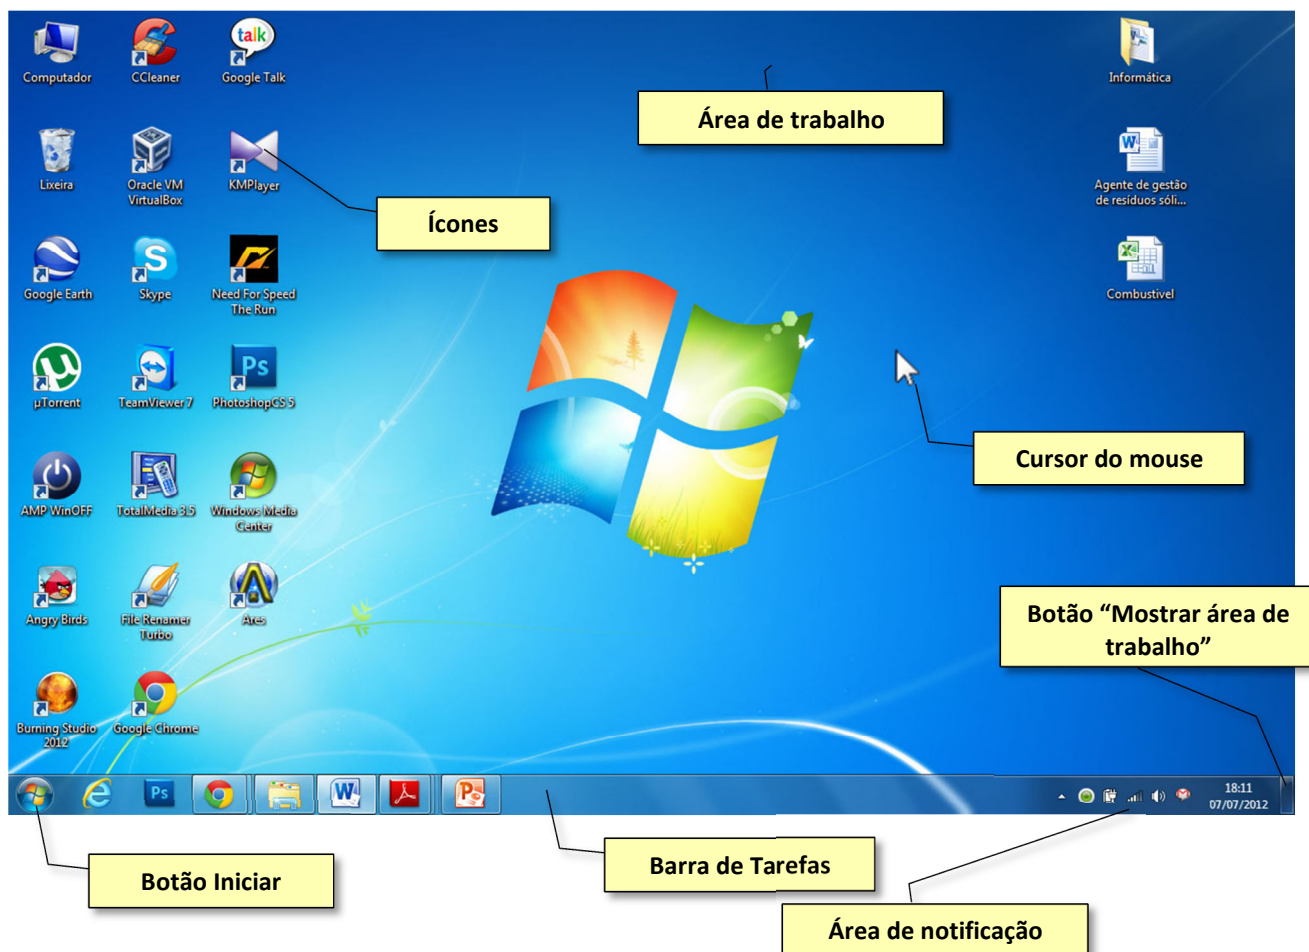 talk
Computador
CCleaner
Google Talk
Informática
Área de trabalho
Lixeira
Oracle VM
VirtualBox
KMPlayer
W
Agente de gestão
de resíduos sóli...
Ícones
Google Earth
S
Skype
Need For Speed
The Run
X
Combustivel
µ
µTorrent
TeamViewer 7
Ps
PhotoshopCS 5
Cursor do mouse
AMP WinOFF
TotalMedia 3.5
Windows Media
Center
Angry Birds
File Renamer
Turbo
Ares
Botão “Mostrar área de
trabalho”
Burning Studio
2012
Google Chrome
Ps
W
P
18:11
07/07/2012
Botão Iniciar
Barra de Tarefas
Área de notificação